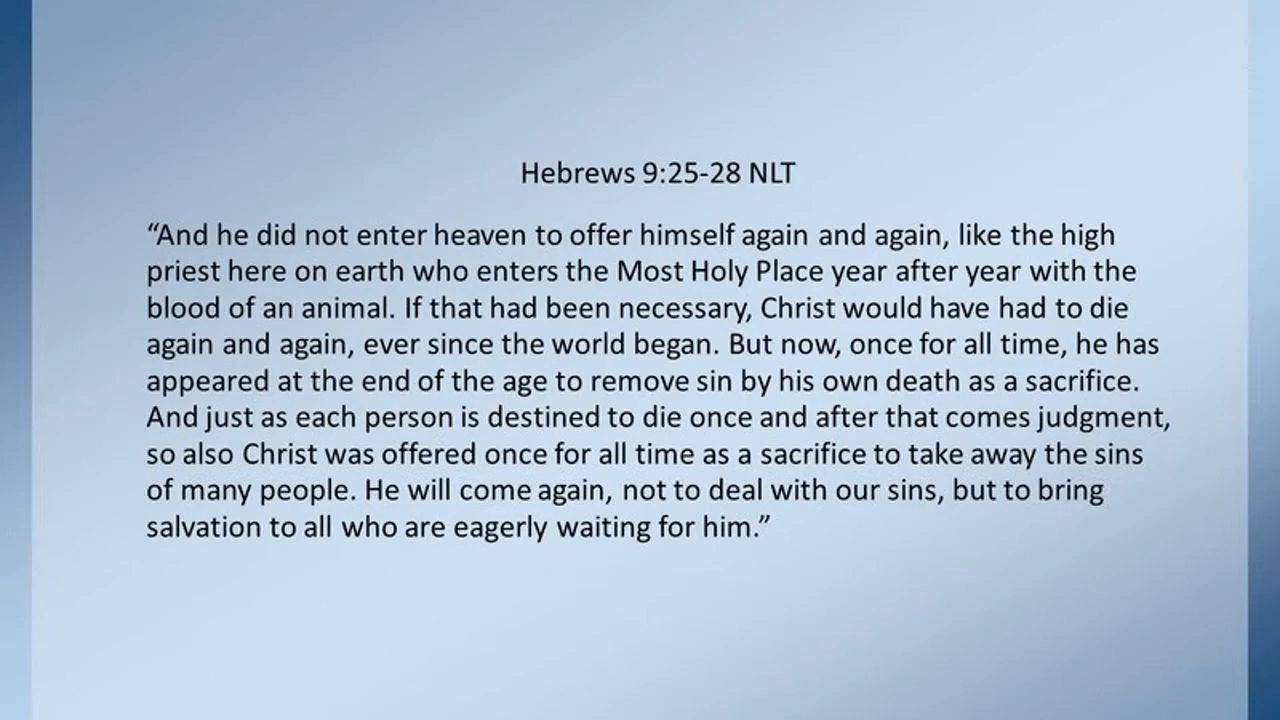 Hebrews 9:25-28 NLT
“And he did not enter heaven to offer himself again and again, like the high
priest here on earth who enters the Most Holy Place year after year with the
blood of an animal. If that had been necessary, Christ would have had to die
again and again, ever since the world began. But now, once for all time, he has
appeared at the end of the age to remove sin by his own death as a sacrifice.
And just as each person is destined to die once and after that comes judgment,
so also Christ was offered once for all time as a sacrifice to take away the sins
of many people. He will come again, not to deal with our sins, but to bring
salvation to all who are eagerly waiting for him.”